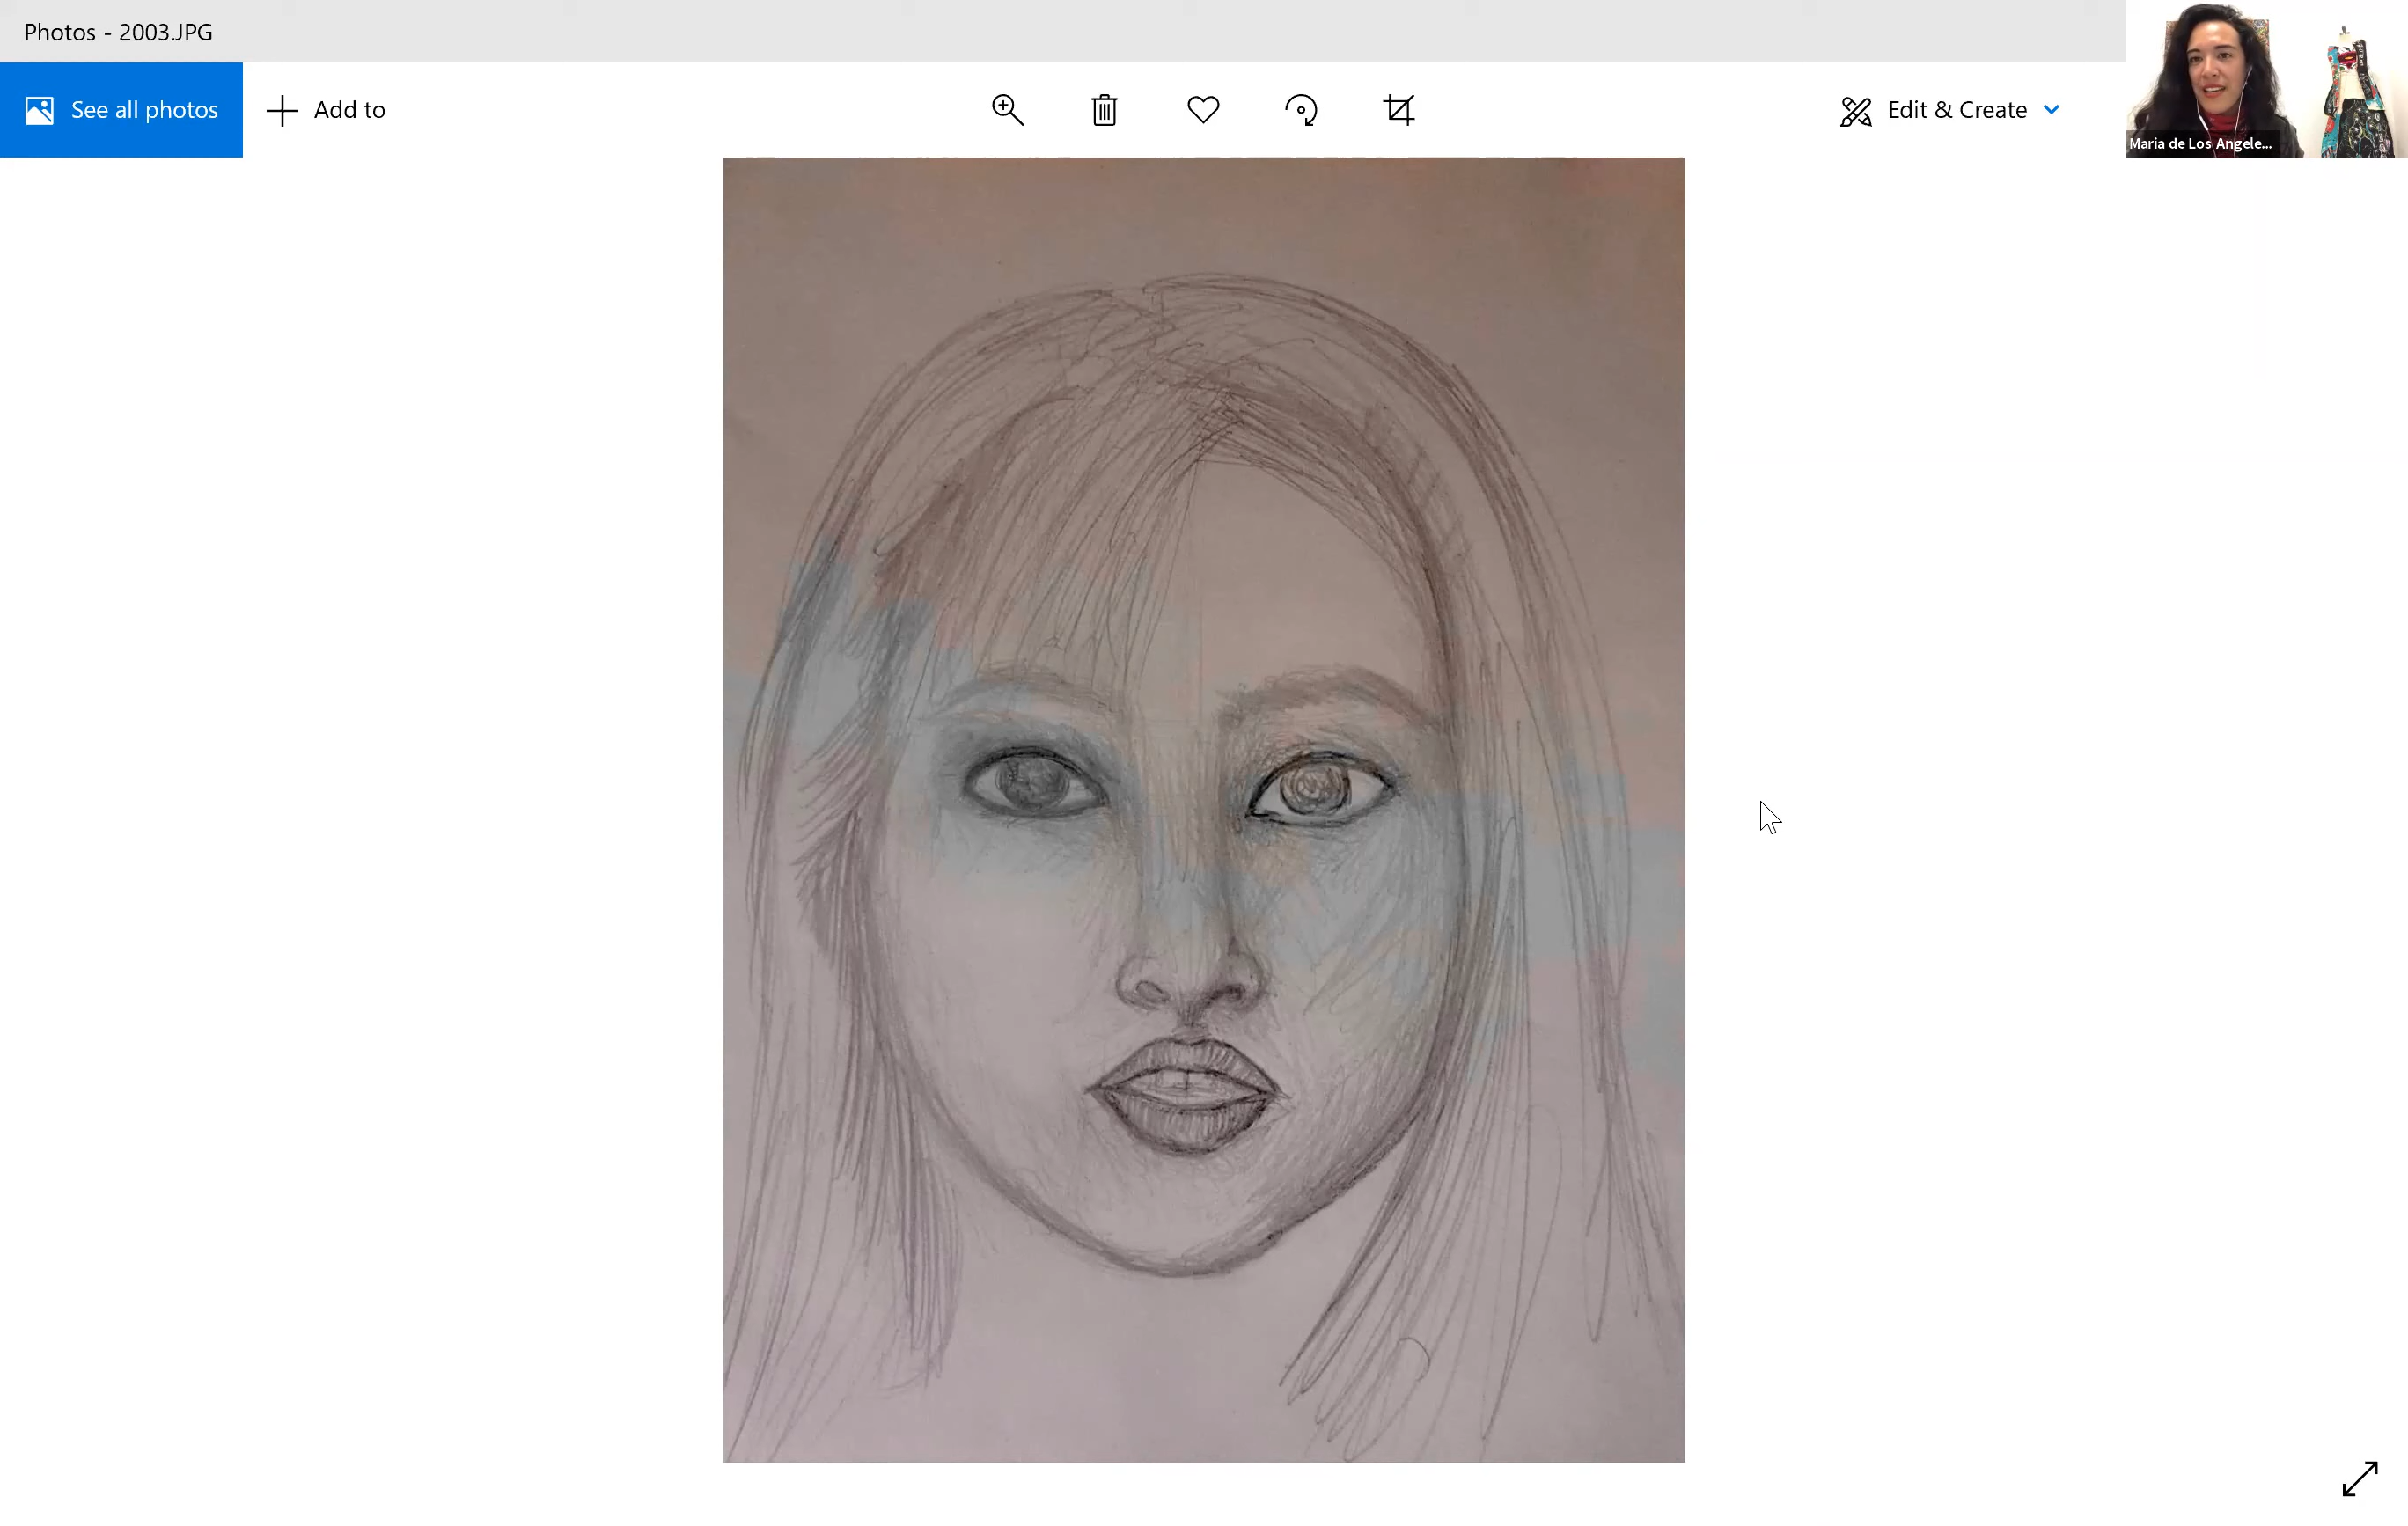 Photos - 2003.JPG
See all photos
Add to
Edit & Create
Maria de Los Angele...